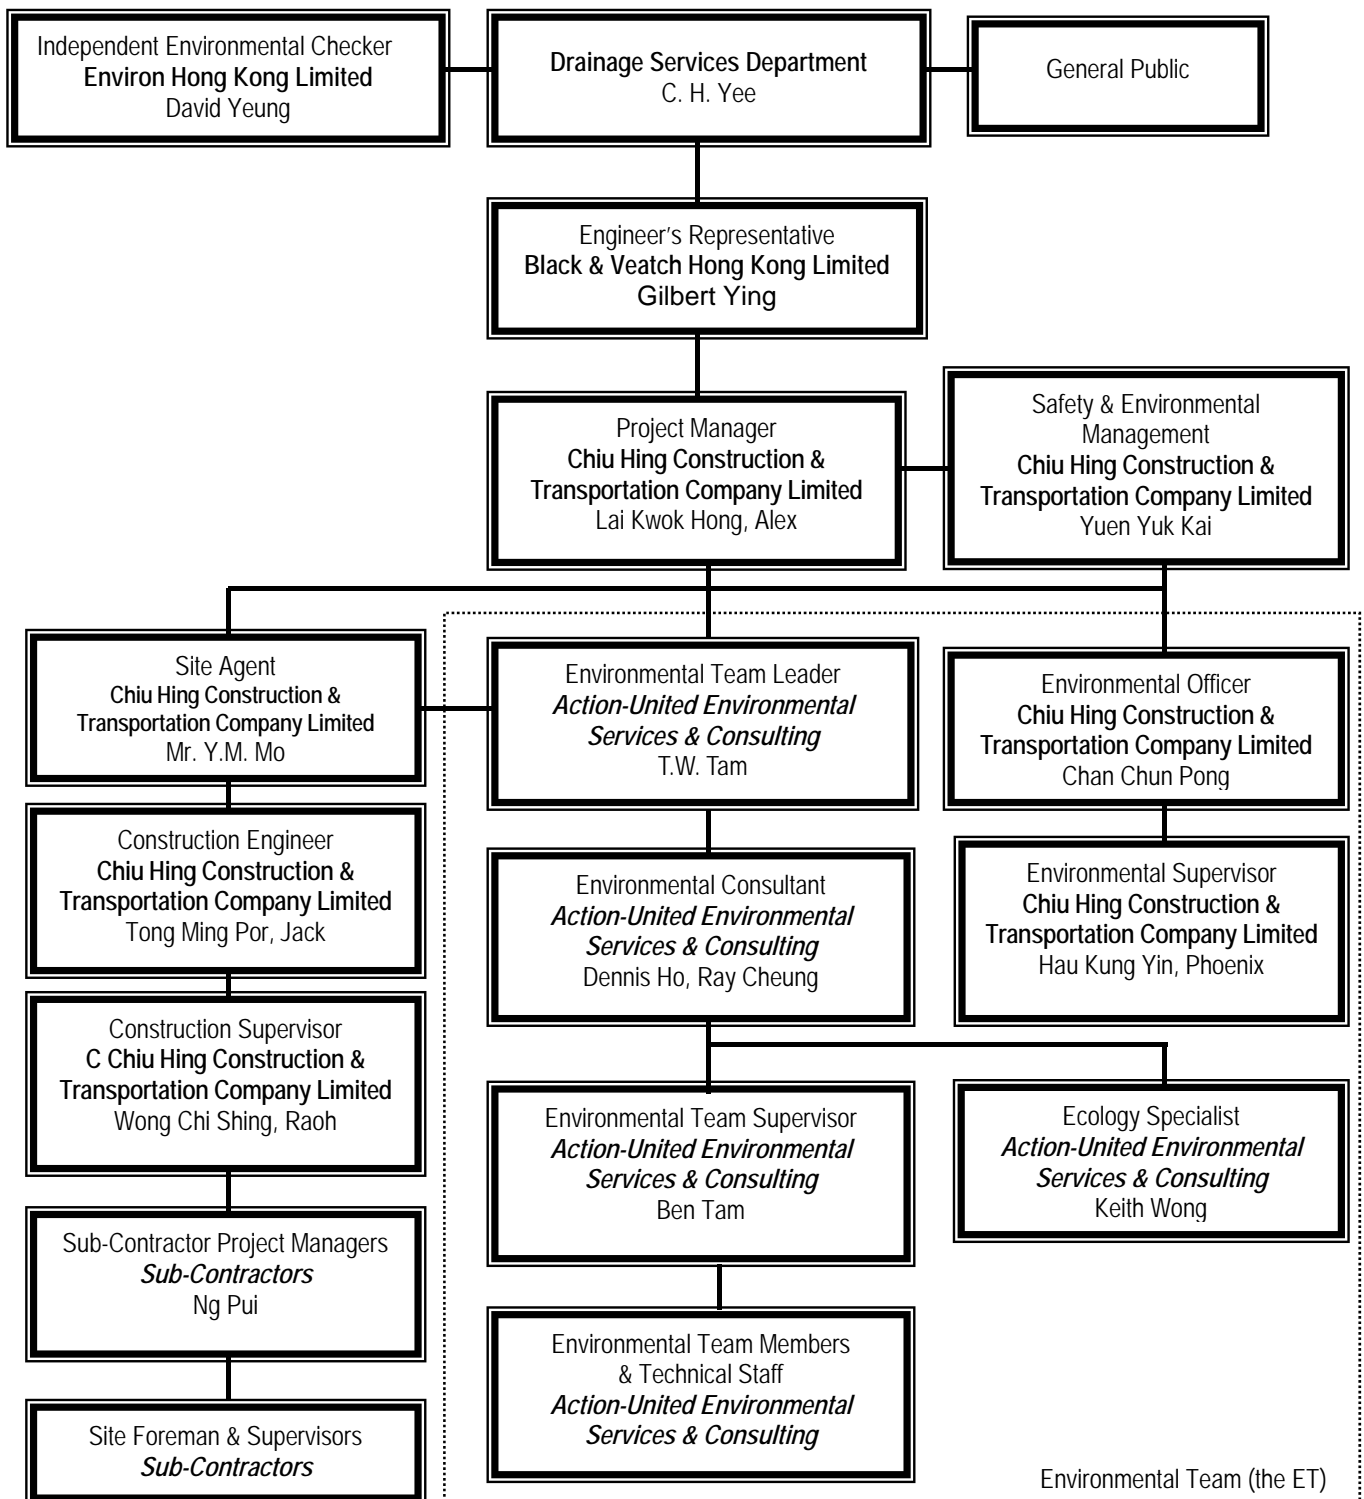 Independent Environmental Checker
Environ Hong Kong Limited
David Yeung
Drainage Services Department
C. H. Yee
General Public
Engineer's Representative
Black & Veatch Hong Kong Limited
Gilbert Ying
Project Manager
Chiu Hing Construction &
Transportation Company Limited
Lai Kwok Hong, Alex
Safety & Environmental
Management
Chiu Hing Construction &
Transportation Company Limited
Yuen Yuk Kai
Site Agent
Chiu Hing Construction &
Transportation Company Limited
Mr. Y.M. Mo
Environmental Team Leader
Action-United Environmental
Services & Consulting
T.W. Tam
Environmental Officer
Chiu Hing Construction &
Transportation Company Limited
Chan Chun Pong
Construction Engineer
Chiu Hing Construction &
Transportation Company Limited
Tong Ming Por, Jack
Environmental Consultant
Action-United Environmental
Services & Consulting
Dennis Ho, Ray Cheung
Environmental Supervisor
Chiu Hing Construction &
Transportation Company Limited
Hau Kung Yin, Phoenix
Construction Supervisor
C Chiu Hing Construction &
Transportation Company Limited
Wong Chi Shing, Raoh
Environmental Team Supervisor
Action-United Environmental
Services & Consulting
Ben Tam
Ecology Specialist
Action-United Environmental
Services & Consulting
Keith Wong
Sub-Contractor Project Managers
Sub-Contractors
Ng Pui
Environmental Team Members
& Technical Staff
Action-United Environmental
Services & Consulting
Site Foreman & Supervisors
Sub-Contractors
Environmental Team (the ET)